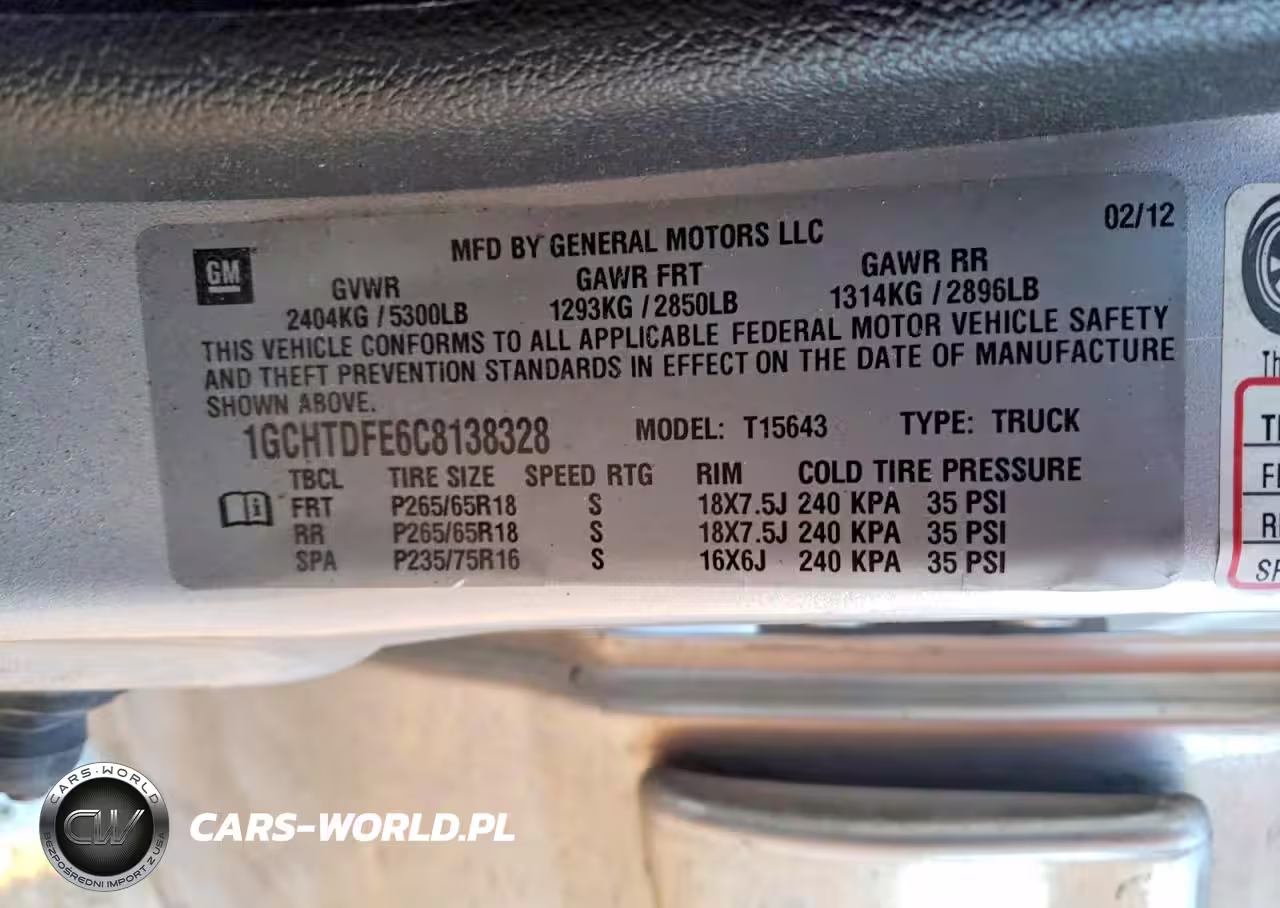 02/12
MFD BY GENERAL MOTORS LLC
GM
GVWR GAWR FRT GAWR RR
2404KG / 5300LB 1293KG / 2850LB 1314KG / 2896LB
THIS VEHICLE CONFORMS TO ALL APPLICABLE FEDERAL MOTOR VEHICLE SAFETY
AND THEFT PREVENTION STANDARDS IN EFFECT ON THE DATE OF MANUFACTURE
SHOWN ABOVE.
1GCHTDFE6C8138328 MODEL: T15643 TYPE: TRUCK
TBCL TIRE SIZE SPEED RTG RIM COLD TIRE PRESSURE
FRT P265/65R18 S 18X7.5J 240 KPA 35 PSI
RR P265/65R18 S 18X7.5J 240 KPA 35 PSI
SPA P235/75R16 S 16X6J 240 KPA 35 PSI
CARS-WORLD
CW
BEZPOŚREDNI IMPORT Z USA
CARS-WORLD.PL